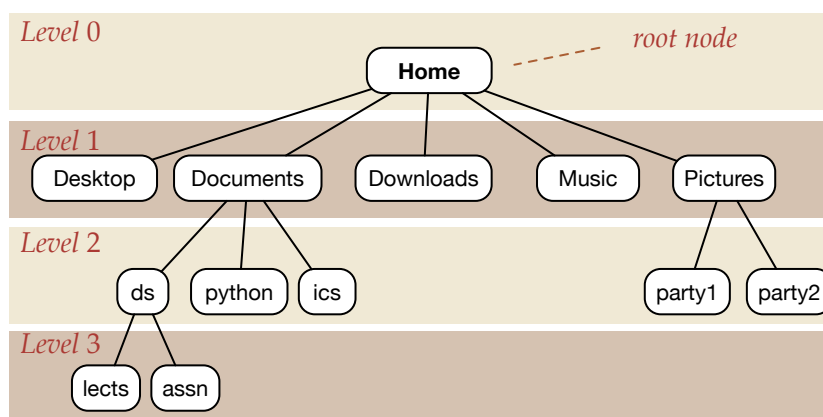 Level 0
root node
Home
Level 1
Desktop Documents Downloads Music Pictures
Level 2
ds python ics party1 party2
Level 3
lects assn